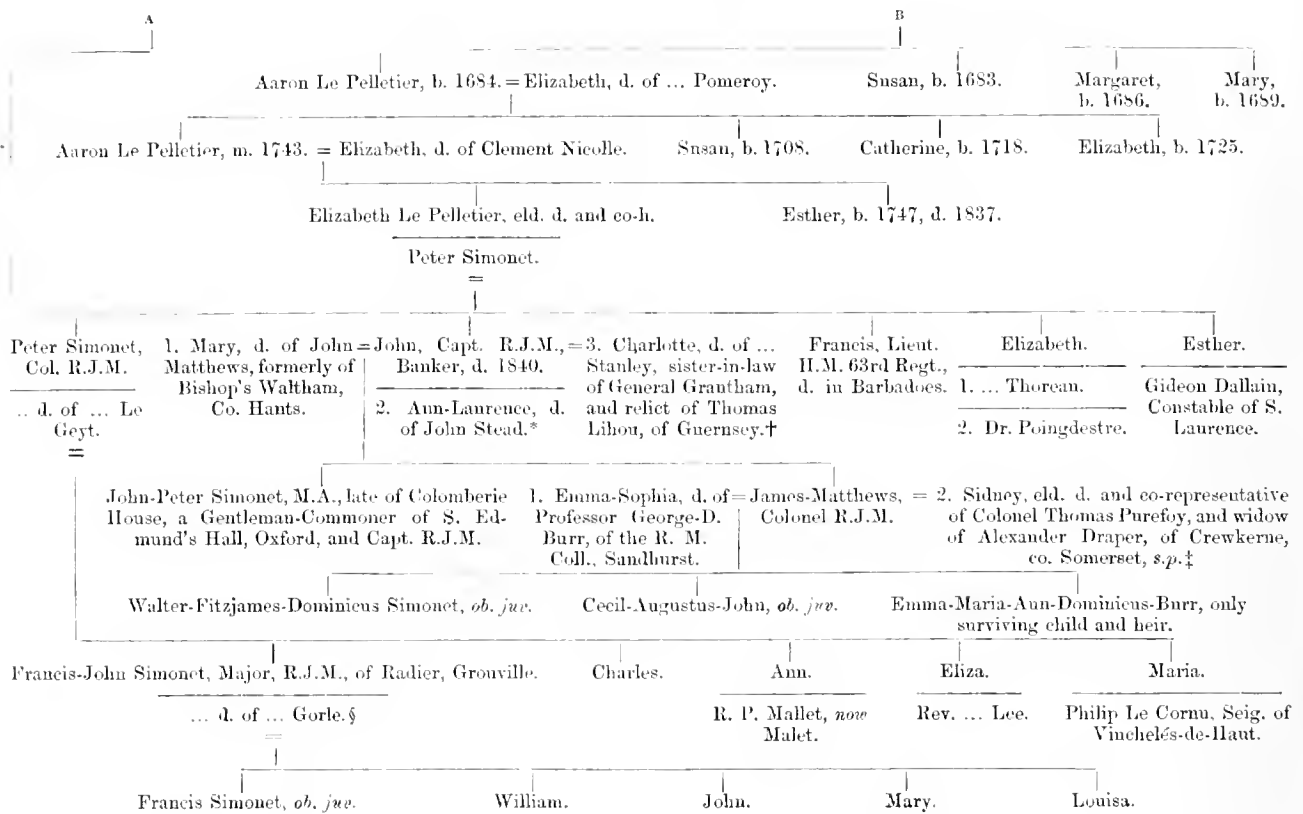 A B
Aaron Le Pelletier, b. 1684. = Elizabeth, d. of ... Pomeroy. Susan, b. 1683. Margaret, b. 1686. Mary, b. 1689.
Aaron Le Pelletier, m. 1743. = Elizabeth, d. of Clement Nicolle. Susan, b. 1708. Catherine, b. 1718. Elizabeth, b. 1725.
Elizabeth Le Pelletier, eld. d. and co-h. Esther, b. 1747, d. 1837.
Peter Simonet.
=
Peter Simonet,
Col. R.J.M.
.. d. of ... Le
Geyt.
=
1. Mary, d. of John
Matthews, formerly of
Bishop's Waltham,
Co. Hants.
= John, Capt. R.J.M., =
Banker, d. 1840.
2. Ann-Laurence, d.
of John Stead.*
3. Charlotte, d. of ...
Stanley, sister-in-law
of General Grantham,
and relict of Thomas
Lihou, of Guernsey.†
Francis, Lieut.
H.M. 63rd Regt.,
d. in Barbadoes.
Elizabeth.
1. ... Thorean.
2. Dr. Poingdestre.
Esther.
Gideon Dallain,
Constable of S.
Laurence.
John-Peter Simonet, M.A., late of Colomberie
House, a Gentleman-Commoner of S. Ed-
mund's Hall, Oxford, and Capt. R.J.M.
1. Emma-Sophia, d. of
Professor George-D.
Burr, of the R. M.
Coll., Sandhurst.
= James-Matthews, =
Colonel R.J.M.
2. Sidney, eld. d. and co-representative
of Colonel Thomas Purefoy, and widow
of Alexander Draper, of Crewkerne,
co. Somerset, s.p.‡
Walter-Fitzjames-Dominicus Simonet, ob. juv. Cecil-Augustus-John, ob. juv. Emma-Maria-Ann-Dominicus-Burr, only
surviving child and heir.
Francis-John Simonet, Major, R.J.M., of Radier, Grouville. Charles. Ann. Eliza. Maria.
... d. of ... Gorle.§
=
R. P. Mallet, now
Malet.
Rev. ... Lee.
Philip Le Cornu, Seig. of
Vinchelés-de-Haut.
Francis Simonet, ob. juv. William. John. Mary. Louisa.